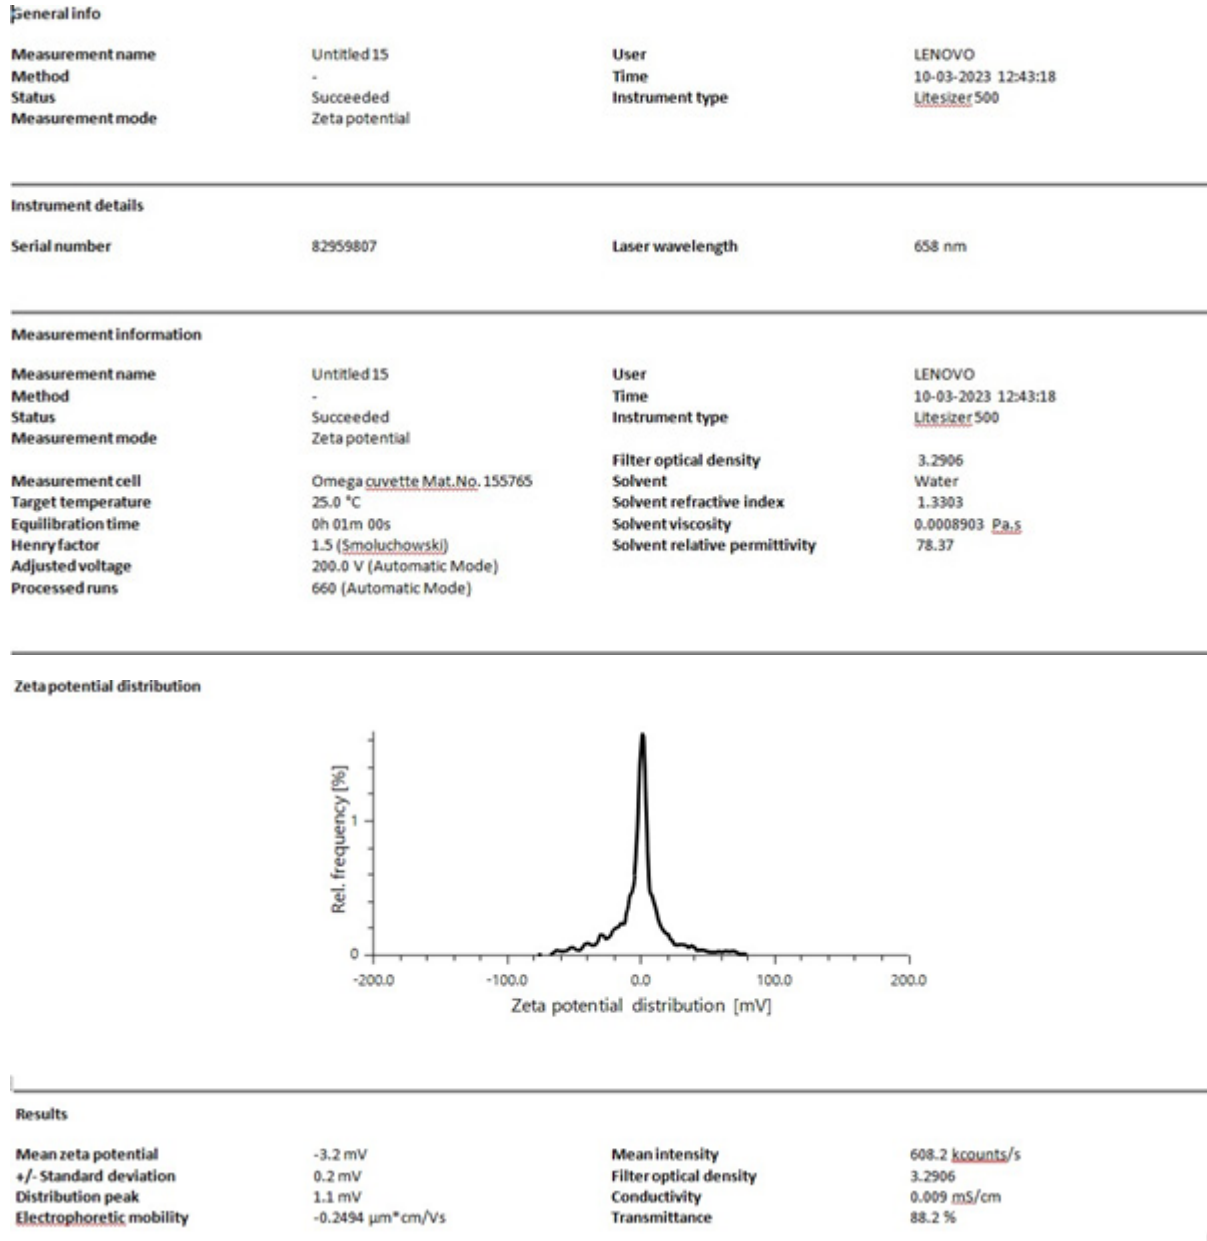 General info
Measurement name Untitled 15 User LENOVO
Method - Time 10-03-2023 12:43:18
Status Succeeded Instrument type Litesizer 500
Measurement mode Zeta potential
Instrument details
Serial number 82959807 Laser wavelength 658 nm
Measurement information
Measurement name Untitled 15 User LENOVO
Method - Time 10-03-2023 12:43:18
Status Succeeded Instrument type Litesizer 500
Measurement mode Zeta potential
Filter optical density 3.2906
Measurement cell Omega cuvette Mat.No. 155765 Solvent Water
Target temperature 25.0 °C Solvent refractive index 1.3303
Equilibration time 0h 01m 00s Solvent viscosity 0.0008903 Pa.s
Henry factor 1.5 (Smoluchowski) Solvent relative permittivity 78.37
Adjusted voltage 200.0 V (Automatic Mode)
Processed runs 660 (Automatic Mode)
Zeta potential distribution
Rel. frequency [%]
1
0
-200.0 -100.0 0.0 100.0 200.0
Zeta potential distribution [mV]
Results
Mean zeta potential -3.2 mV Mean intensity 608.2 kcounts/s
+/- Standard deviation 0.2 mV Filter optical density 3.2906
Distribution peak 1.1 mV Conductivity 0.009 mS/cm
Electrophoretic mobility -0.2494 µm*cm/Vs Transmittance 88.2 %